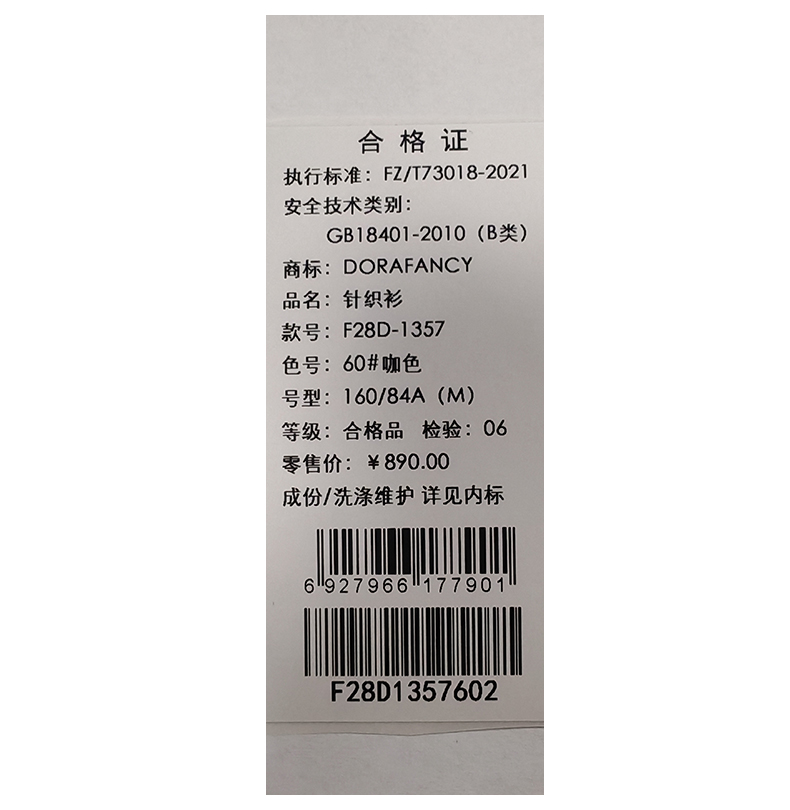 合格证
执行标准：FZ/T73018-2021
安全技术类别：
GB18401-2010（B类）
商标：DORAFANCY
品名：针织衫
款号：F28D-1357
色号：60#咖色
号型：160/84A（M）
等级：合格品 检验：06
零售价：￥890.00
成份/洗涤维护 详见内标
6 927966 177901
F28D1357602